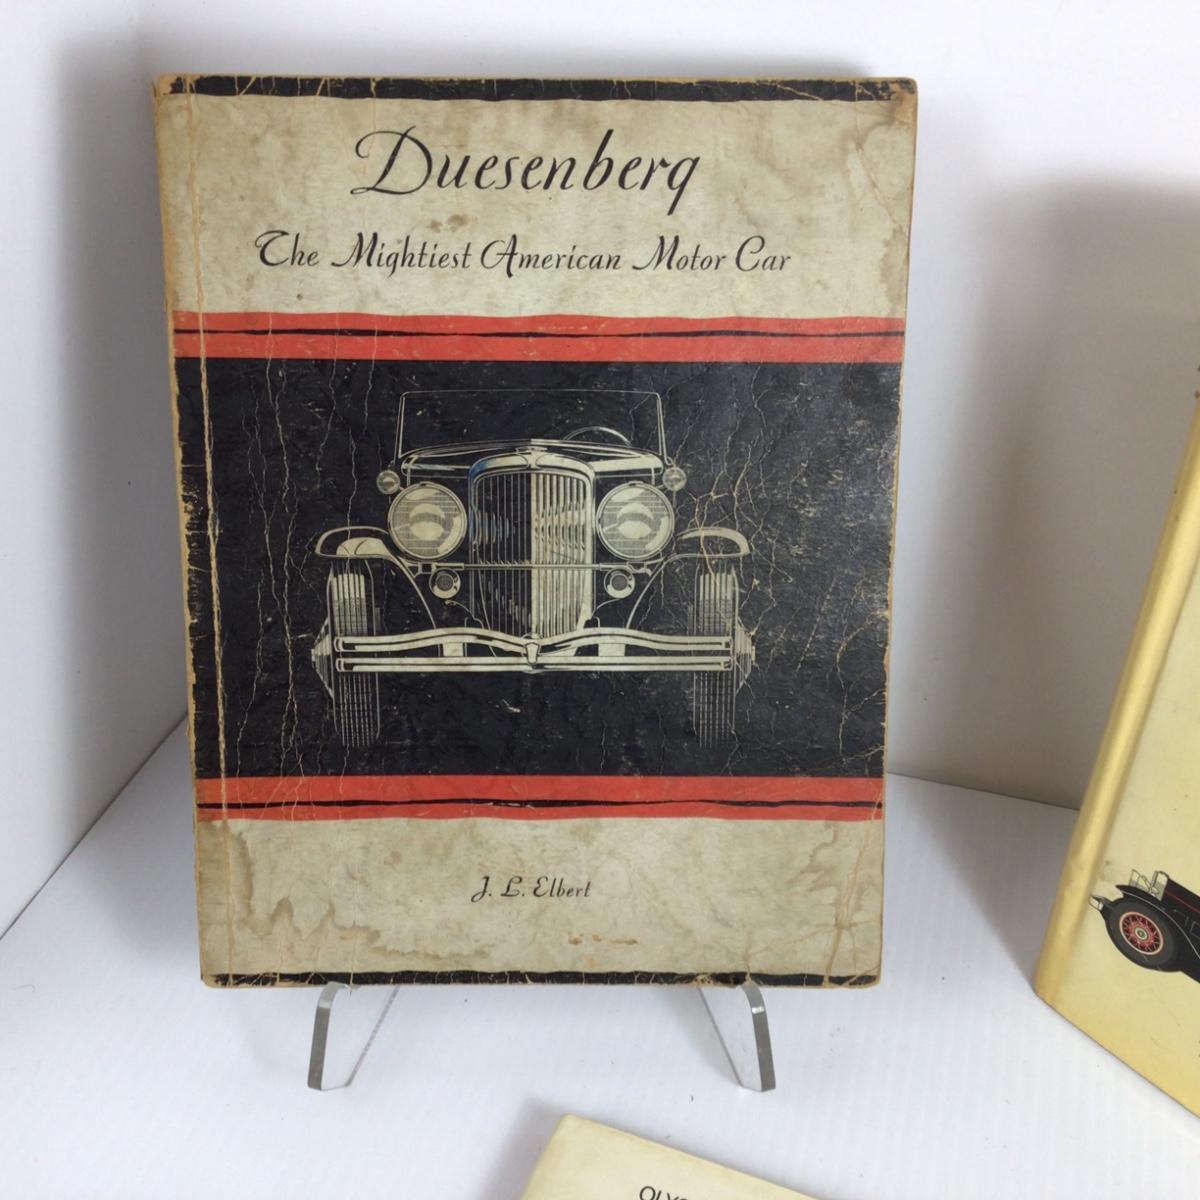 Duesenberg
The Mightiest American Motor Car
J. L. Elbert